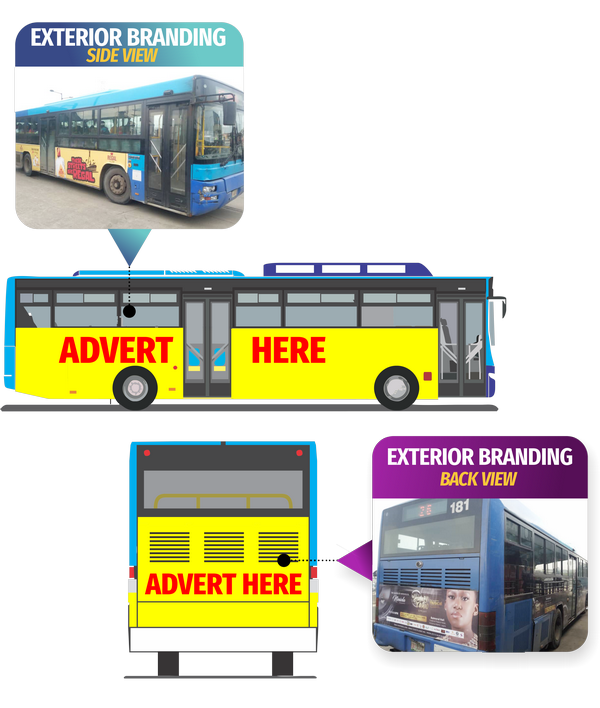 EXTERIOR BRANDING
SIDE VIEW
ADVERT HERE
EXTERIOR BRANDING
BACK VIEW
181
ADVERT HERE